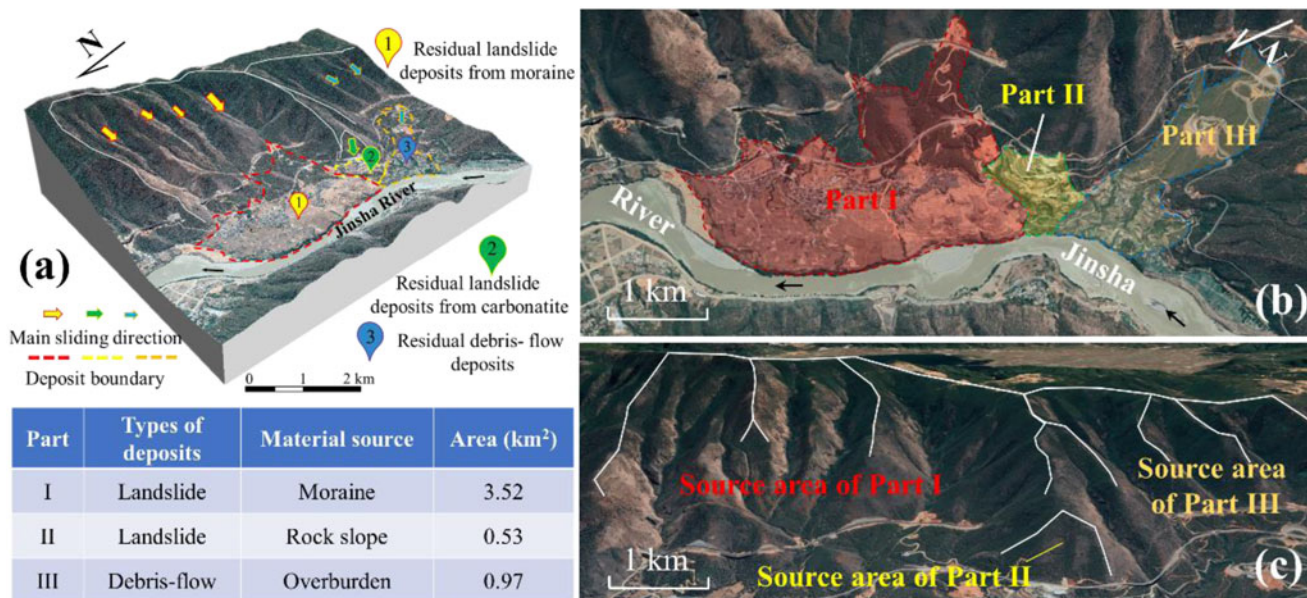 N
1
Residual landslide
deposits from moraine
2
3
1
Jinsha River
(a)
2
Residual landslide
deposits from carbonatite
3
Residual debris- flow
deposits
Main sliding direction
Deposit boundary
0 1 2 km
Part Types of deposits Material source Area (km²)
I Landslide Moraine 3.52
II Landslide Rock slope 0.53
III Debris-flow Overburden 0.97
N
Part II
Part III
Part I
River
Jinsha
1 km
(b)
Source area of Part I
Source area
of Part III
1 km
Source area of Part II
(c)